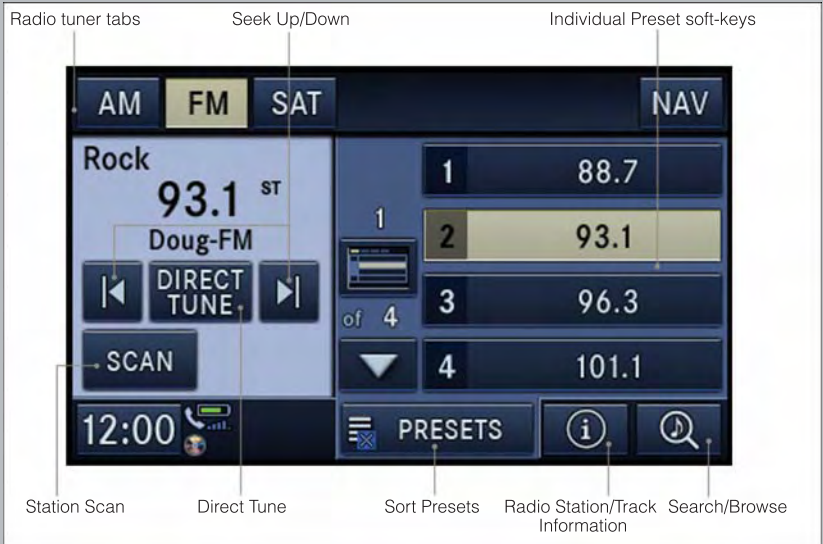 Radio tuner tabs
Seek Up/Down
Individual Preset soft-keys
AM
FM
SAT
NAV
Rock
93.1 ST
Doug-FM
DIRECT
TUNE
SCAN
12:00
1
of 4
1 88.7
2 93.1
3 96.3
4 101.1
PRESETS
i
Station Scan
Direct Tune
Sort Presets
Radio Station/Track
Information
Search/Browse